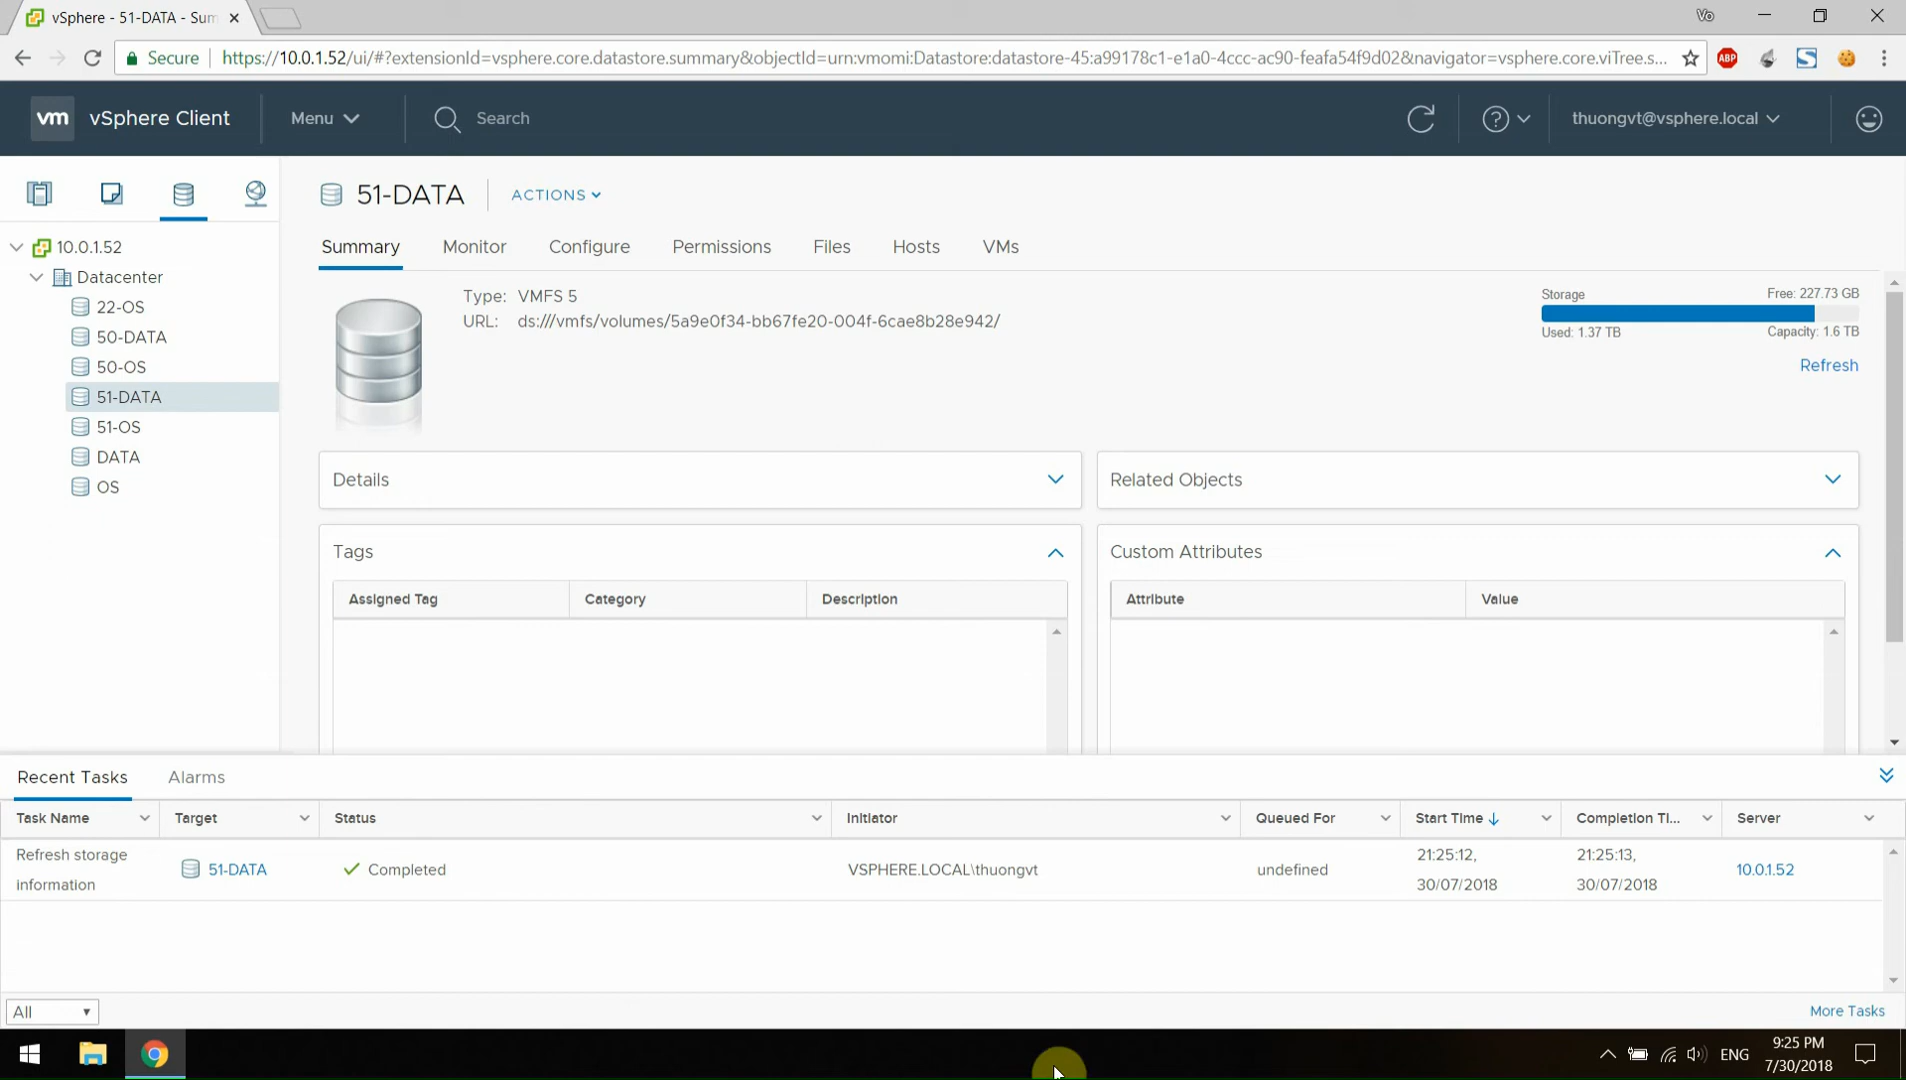 vSphere - 51-DATA - Sum
Vo
Secure
https://10.0.1.52/ui/#?extensionId=vsphere.core.datastore.summary&objectId=urn:vmomi:Datastore:datastore-45:a99178c1-e1a0-4ccc-ac90-feafa54f9d02&navigator=vsphere.core.viTree.s...
ABP
S
vm
vSphere Client
Menu
Search
?
thuongvt@vsphere.local
51-DATA
ACTIONS
10.0.1.52
Datacenter
22-OS
50-DATA
50-OS
51-DATA
51-OS
DATA
OS
Summary
Monitor
Configure
Permissions
Files
Hosts
VMs
Type: VMFS 5
URL: ds:///vmfs/volumes/5a9e0f34-bb67fe20-004f-6cae8b28e942/
Storage
Free: 227.73 GB
Used: 1.37 TB
Capacity: 1.6 TB
Refresh
Details
Related Objects
Tags
Assigned Tag
Category
Description
Custom Attributes
Attribute
Value
Recent Tasks
Alarms
Task Name
Target
Status
Initiator
Queued For
Start Time
Completion Ti...
Server
Refresh storage
information
51-DATA
Completed
VSPHERE.LOCAL\thuongvt
undefined
21:25:12,
30/07/2018
21:25:13,
30/07/2018
10.0.1.52
All
More Tasks
ENG
9:25 PM
7/30/2018